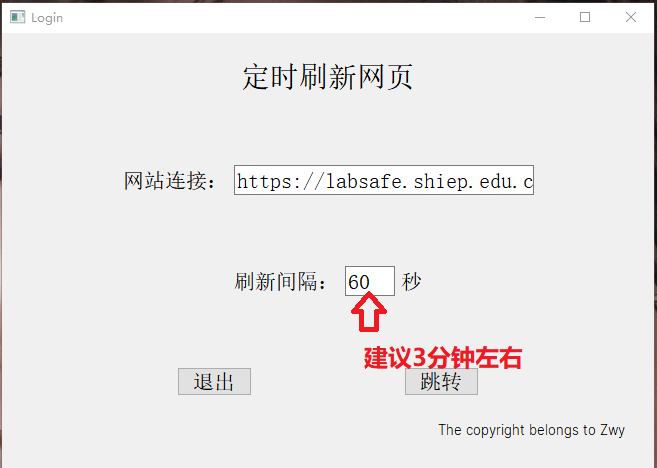 Login
定时刷新网页
网站连接： https://labsafe.shiep.edu.c
刷新间隔： 60 秒
建议3分钟左右
退出 跳转
The copyright belongs to Zwy